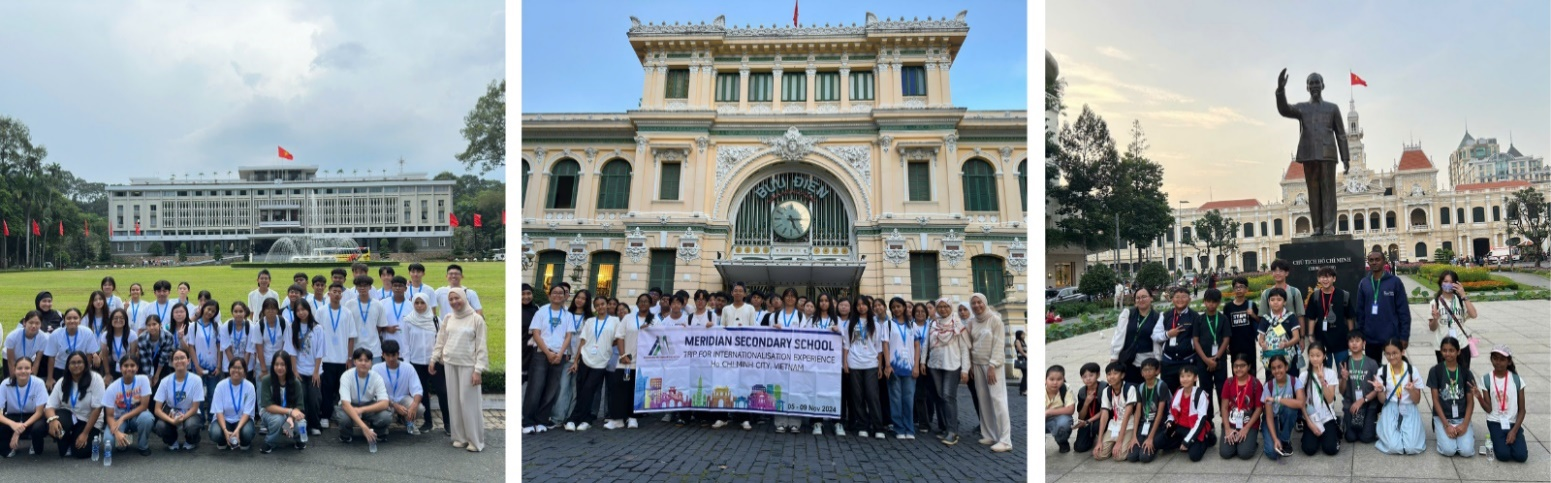 BƯU ĐIỆN
MERIDIAN SECONDARY SCHOOL
TRIP FOR INTERNATIONALISATION EXPERIENCE
HO CHI MINH CITY, VIETNAM
05 - 09 NOV 2024
CHỦ TỊCH HỒ CHÍ MINH